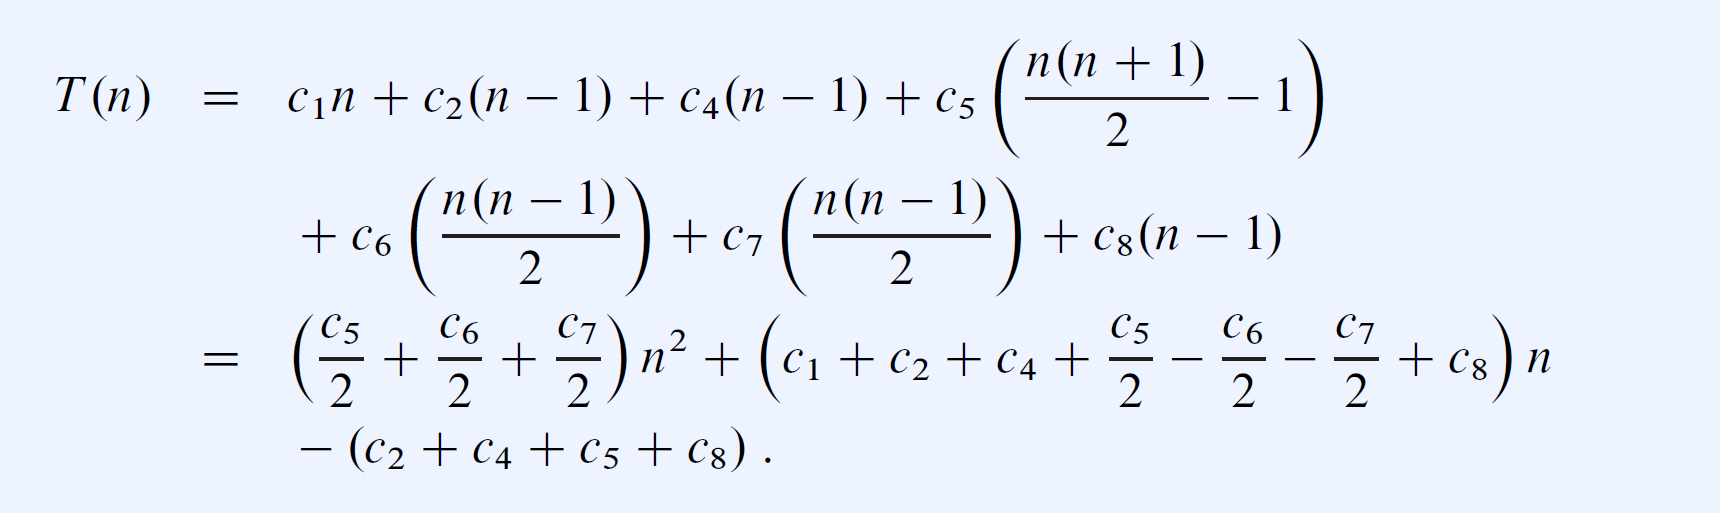 T(n) = c₁n + c₂(n − 1) + c₄(n − 1) + c₅ (n(n + 1)/2 − 1)
+ c₆ (n(n − 1)/2) + c₇ (n(n − 1)/2) + c₈(n − 1)
= (c₅/2 + c₆/2 + c₇/2) n² + (c₁ + c₂ + c₄ + c₅/2 − c₆/2 − c₇/2 + c₈) n
− (c₂ + c₄ + c₅ + c₈) .